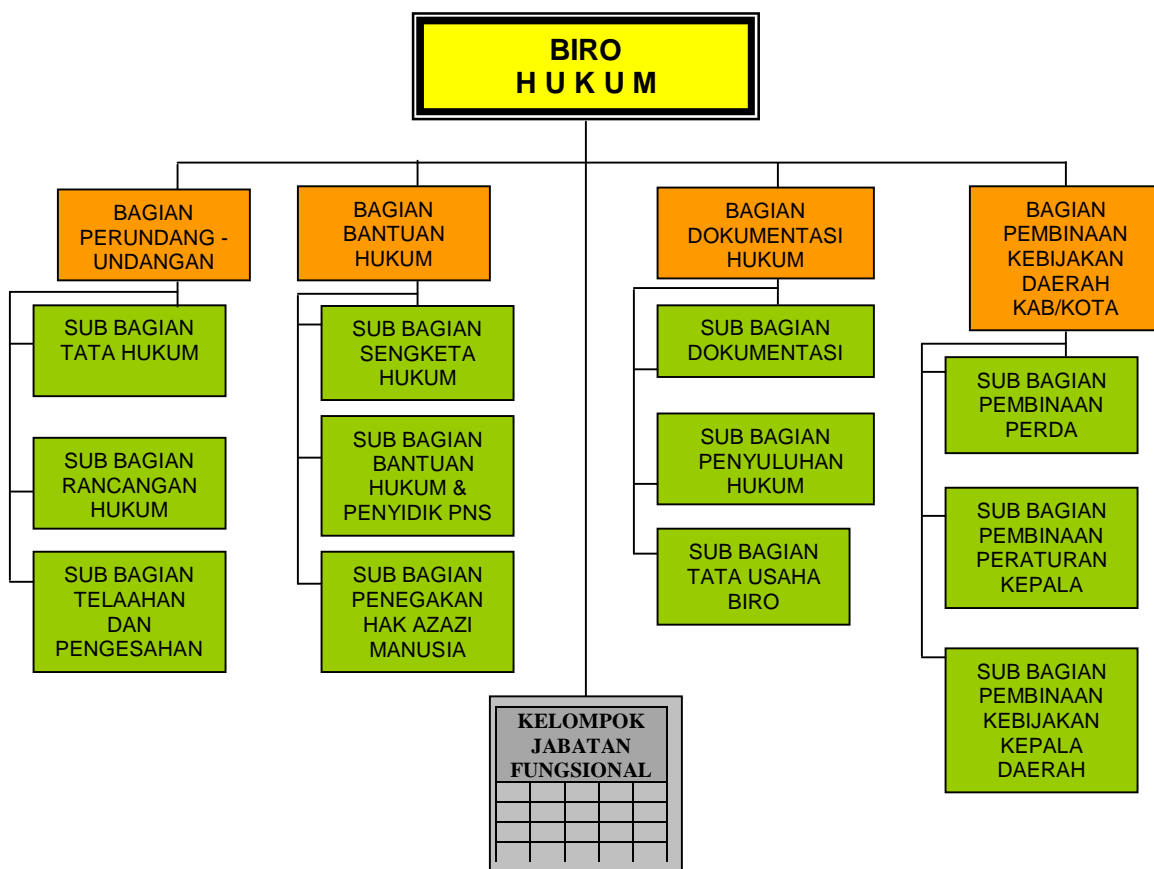 BIRO
H U K U M
BAGIAN
PERUNDANG -
UNDANGAN
SUB BAGIAN
TATA HUKUM
SUB BAGIAN
RANCANGAN
HUKUM
SUB BAGIAN
TELAAHAN
DAN
PENGESAHAN
BAGIAN
BANTUAN
HUKUM
SUB BAGIAN
SENGKETA
HUKUM
SUB BAGIAN
BANTUAN
HUKUM &
PENYIDIK PNS
SUB BAGIAN
PENEGAKAN
HAK AZAZI
MANUSIA
BAGIAN
DOKUMENTASI
HUKUM
SUB BAGIAN
DOKUMENTASI
SUB BAGIAN
PENYULUHAN
HUKUM
SUB BAGIAN
TATA USAHA
BIRO
BAGIAN
PEMBINAAN
KEBIJAKAN
DAERAH
KAB/KOTA
SUB BAGIAN
PEMBINAAN
PERDA
SUB BAGIAN
PEMBINAAN
PERATURAN
KEPALA
SUB BAGIAN
PEMBINAAN
KEBIJAKAN
KEPALA
DAERAH
KELOMPOK
JABATAN
FUNGSIONAL